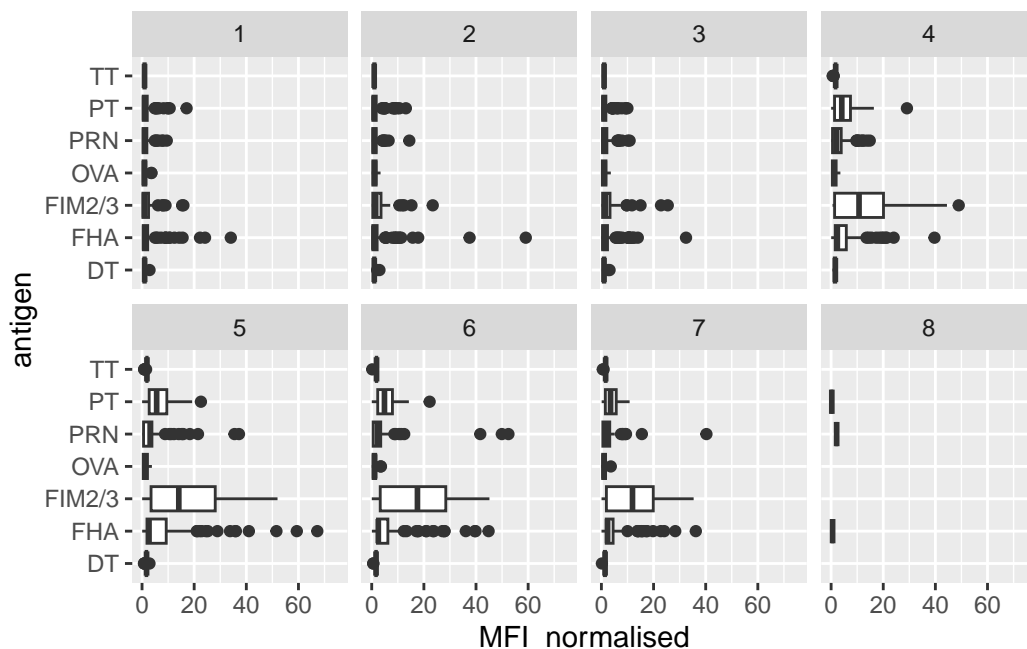 1 2 3 4
TT
PT
PRN
OVA
FIM2/3
FHA
DT
5 6 7 8
TT
PT
PRN
OVA
FIM2/3
FHA
DT
0 20 40 60 0 20 40 60 0 20 40 60 0 20 40 60
MFI_normalised
antigen